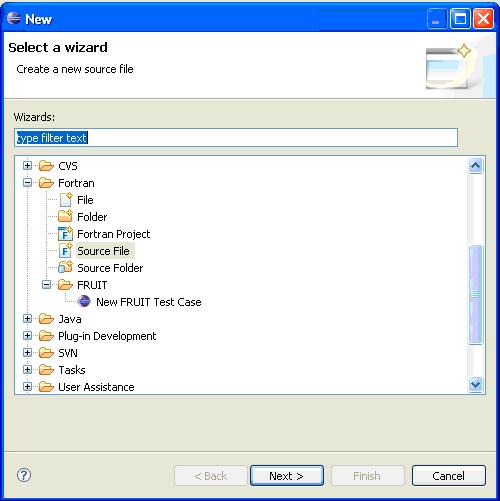 New
Select a wizard
Create a new source file
Wizards:
type filter text
CVS
Fortran
File
Folder
Fortran Project
Source File
Source Folder
FRUIT
New FRUIT Test Case
Java
Plug-in Development
SVN
Tasks
User Assistance
< Back Next > Finish Cancel